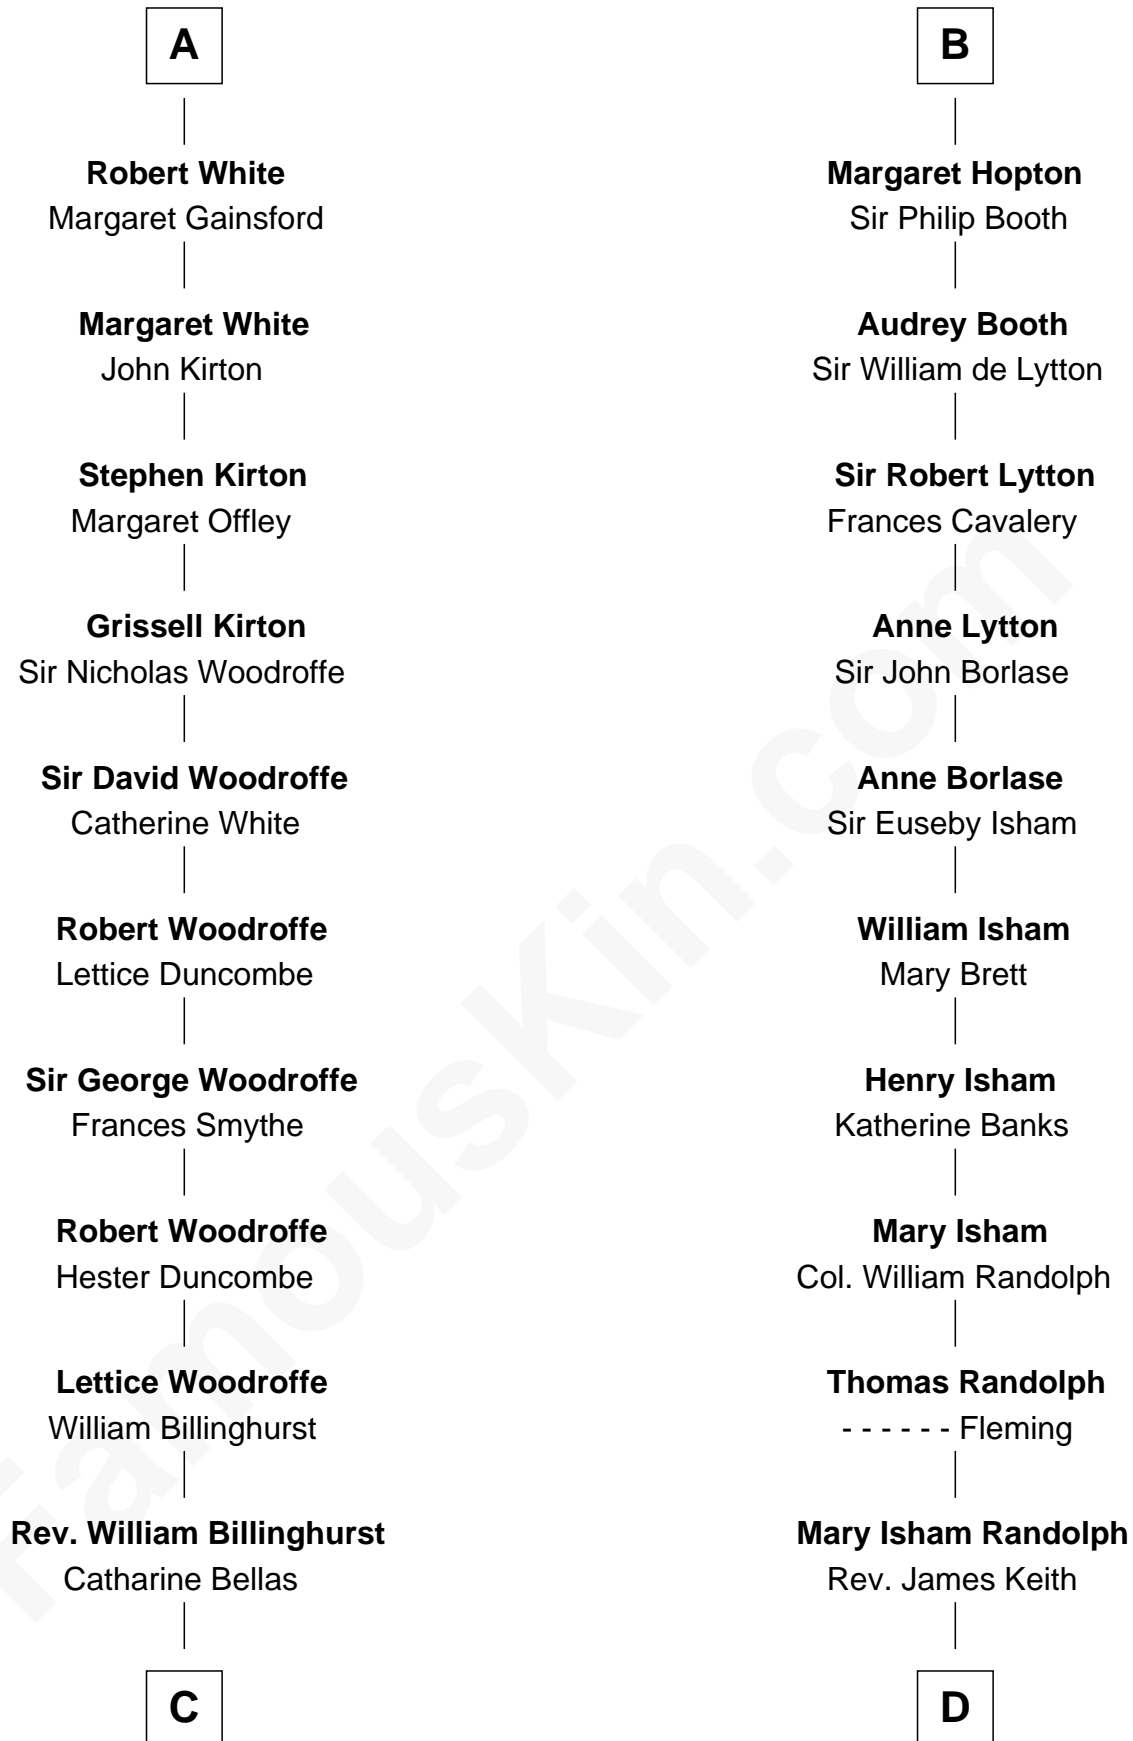 A
Robert White
Margaret Gainsford
Margaret White
John Kirton
Stephen Kirton
Margaret Offley
Grissell Kirton
Sir Nicholas Woodroffe
Sir David Woodroffe
Catherine White
Robert Woodroffe
Lettice Duncombe
Sir George Woodroffe
Frances Smythe
Robert Woodroffe
Hester Duncombe
Lettice Woodroffe
William Billinghurst
Rev. William Billinghurst
Catharine Bellas
C
B
Margaret Hopton
Sir Philip Booth
Audrey Booth
Sir William de Lytton
Sir Robert Lytton
Frances Cavalery
Anne Lytton
Sir John Borlase
Anne Borlase
Sir Euseby Isham
William Isham
Mary Brett
Henry Isham
Katherine Banks
Mary Isham
Col. William Randolph
Thomas Randolph
- - - - - - Fleming
Mary Isham Randolph
Rev. James Keith
D
FamousKin.com